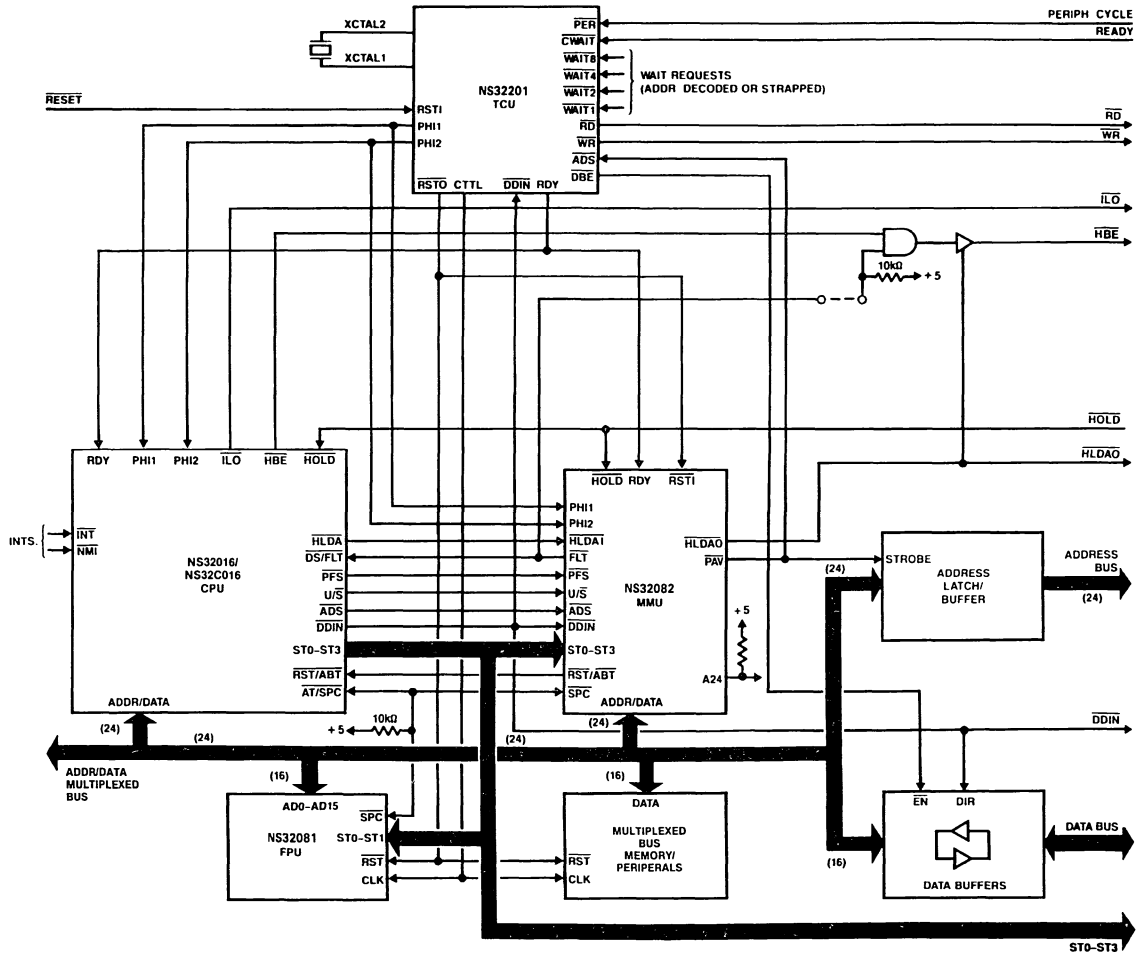 XCTAL2
XCTAL1
NS32201
TCU
PER
CWAIT
WAIT8
WAIT4
WAIT2
WAIT1
RD
WR
ADS
DBE
RSTI
PHI1
PHI2
RSTO CTTL DDIN RDY
WAIT REQUESTS
(ADDR DECODED OR STRAPPED)
PERIPH CYCLE
READY
RESET
RD
WR
ILO
HBE
10kΩ
+ 5
HOLD
HLDAO
RDY PHI1 PHI2 ILO HBE HOLD
INTS.
INT
NMI
NS32016/
NS32C016
CPU
HLDA
DS/FLT
PFS
U/S
ADS
DDIN
ST0–ST3
RST/ABT
AT/SPC
ADDR/DATA
HOLD RDY RSTI
PHI1
PHI2
HLDAI
FLT
PFS
U/S
ADS
DDIN
ST0–ST3
RST/ABT
SPC
NS32082
MMU
HLDAO
PAV
A24
ADDR/DATA
+ 5
(24)
STROBE
ADDRESS
LATCH/
BUFFER
ADDRESS
BUS
(24)
+ 5
10kΩ
(24)
(24)
(24)
(24)
DDIN
ADDR/DATA
MULTIPLEXED
BUS
(16)
(16)
AD0–AD15
NS32081
FPU
SPC
ST0–ST1
RST
CLK
DATA
MULTIPLEXED
BUS
MEMORY/
PERIPERALS
RST
CLK
EN DIR
(16)
DATA BUFFERS
DATA BUS
ST0–ST3